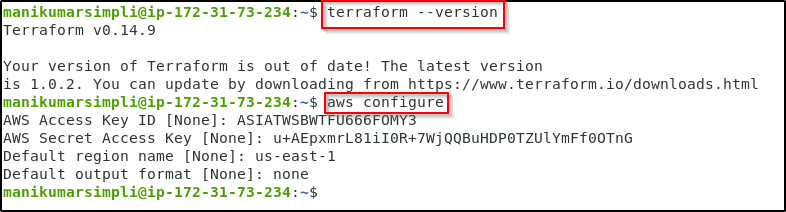 manikumarsimpli@ip-172-31-73-234:~$ terraform --version
Terraform v0.14.9
Your version of Terraform is out of date! The latest version
is 1.0.2. You can update by downloading from https://www.terraform.io/downloads.html
manikumarsimpli@ip-172-31-73-234:~$ aws configure
AWS Access Key ID [None]: ASIATWSBWTFU666FOMY3
AWS Secret Access Key [None]: u+AEpxmrL81iI0R+7WjQQBuHDP0TZUlYmFf0OTnG
Default region name [None]: us-east-1
Default output format [None]: none
manikumarsimpli@ip-172-31-73-234:~$